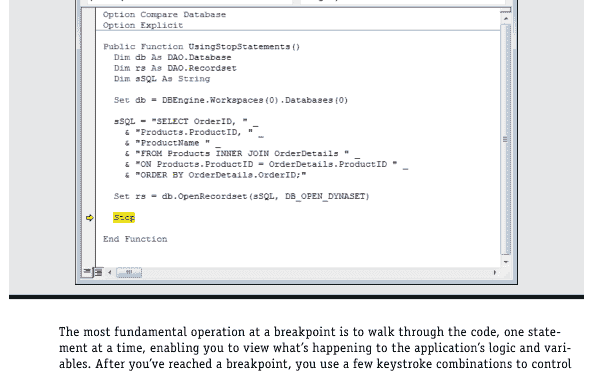 Option Compare Database
Option Explicit
Public Function UsingStopStatements()
Dim db As DAO.Database
Dim rs As DAO.Recordset
Dim sSQL As String
Set db = DBEngine.Workspaces(0).Databases(0)
sSQL = "SELECT OrderID, " _
& "Products.ProductID, " _
& "ProductName " _
& "FROM Products INNER JOIN OrderDetails " _
& "ON Products.ProductID = OrderDetails.ProductID " _
& "ORDER BY OrderDetails.OrderID;"
Set rs = db.OpenRecordset(sSQL, DB_OPEN_DYNASET)
Stop
End Function
The most fundamental operation at a breakpoint is to walk through the code, one state-
ment at a time, enabling you to view what's happening to the application's logic and vari-
ables. After you've reached a breakpoint, you use a few keystroke combinations to control